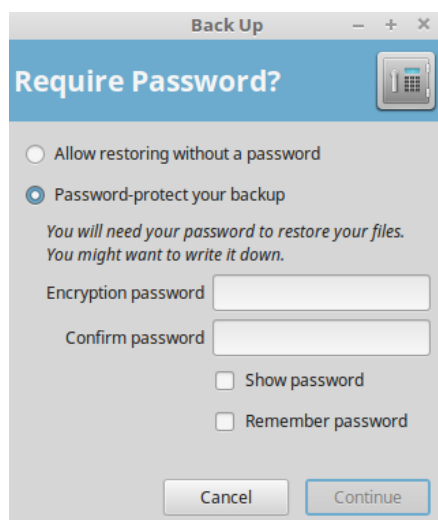 Back Up
Require Password?
Allow restoring without a password
Password-protect your backup
You will need your password to restore your files.
You might want to write it down.
Encryption password
Confirm password
Show password
Remember password
Cancel
Continue